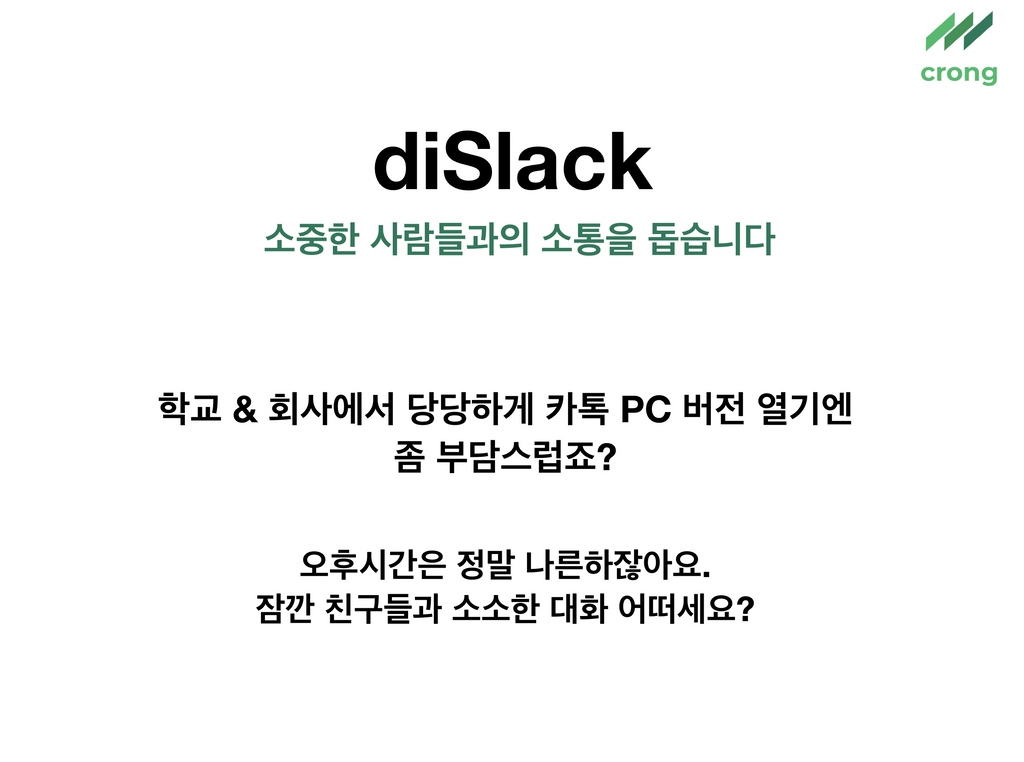 crong
diSlack
소중한 사람들과의 소통을 돕습니다
학교 & 회사에서 당당하게 카톡 PC 버전 열기엔
좀 부담스럽죠?
오후시간은 정말 나른하잖아요.
잠깐 친구들과 소소한 대화 어떠세요?